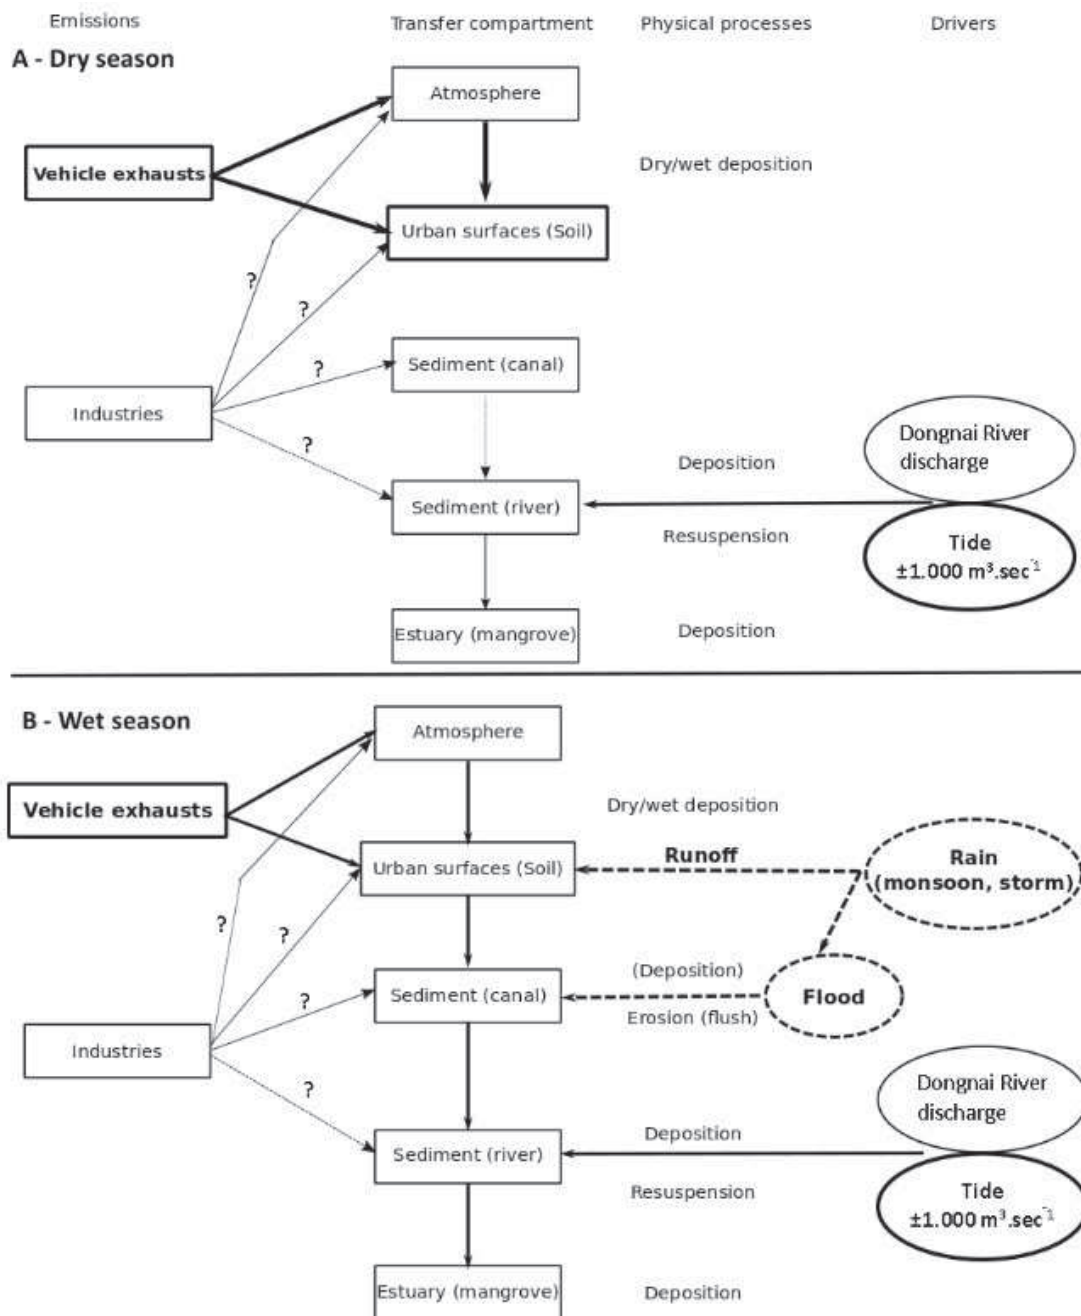 Emissions
Transfer compartment
Physical processes
Drivers
A - Dry season
Atmosphere
Vehicle exhausts
Dry/wet deposition
Urban surfaces (Soil)
?
?
?
Sediment (canal)
Industries
?
Dongnai River
discharge
Deposition
Sediment (river)
Resuspension
Tide
±1.000 m³.sec⁻¹
Estuary (mangrove)
Deposition
B - Wet season
Atmosphere
Vehicle exhausts
Dry/wet deposition
Runoff
Rain
(monsoon, storm)
Urban surfaces (Soil)
?
?
(Deposition)
Sediment (canal)
Flood
?
Erosion (flush)
Industries
?
Dongnai River
discharge
Deposition
Sediment (river)
Resuspension
Tide
±1.000 m³.sec⁻¹
Estuary (mangrove)
Deposition